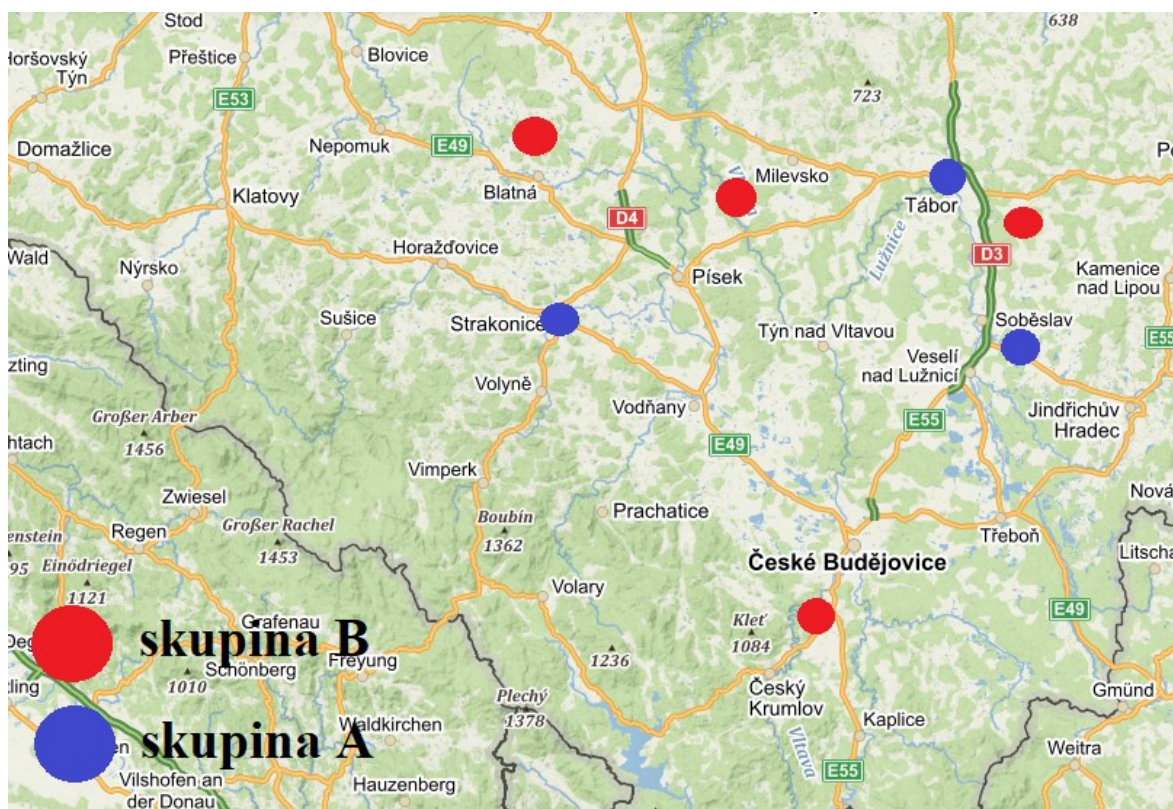 Stod
Přeštice
Blovice
638
Horšovský
Týn
723
E53
Nepomuk
E49
Milevsko
Domažlice
Blatná
Tábor
Klatovy
D4
Lužnice
Wald
Horažďovice
D3
Nýrsko
Písek
Kamenice
nad Lipou
Sušice
Strakonice
Týn nad Vltavou
Soběslav
E55
Volyně
Veselí
nad Lužnicí
Großer Arber
1456
Vodňany
E55
Jindřichův
Hradec
E49
Vimperk
Zwiesel
Prachatice
Regen
Großer Rachel
1453
Boubín
1362
Třeboň
Einödriegel
1121
České Budějovice
Volary
E49
Grafenau
skupina B
Kleť
1084
1236
Schönberg
Freyung
1010
Český
Krumlov
Gmünd
Plechý
1378
Kaplice
Waldkirchen
skupina A
Vltava
Weitra
E55
Vilshofen an
der Donau
Hauzenberg